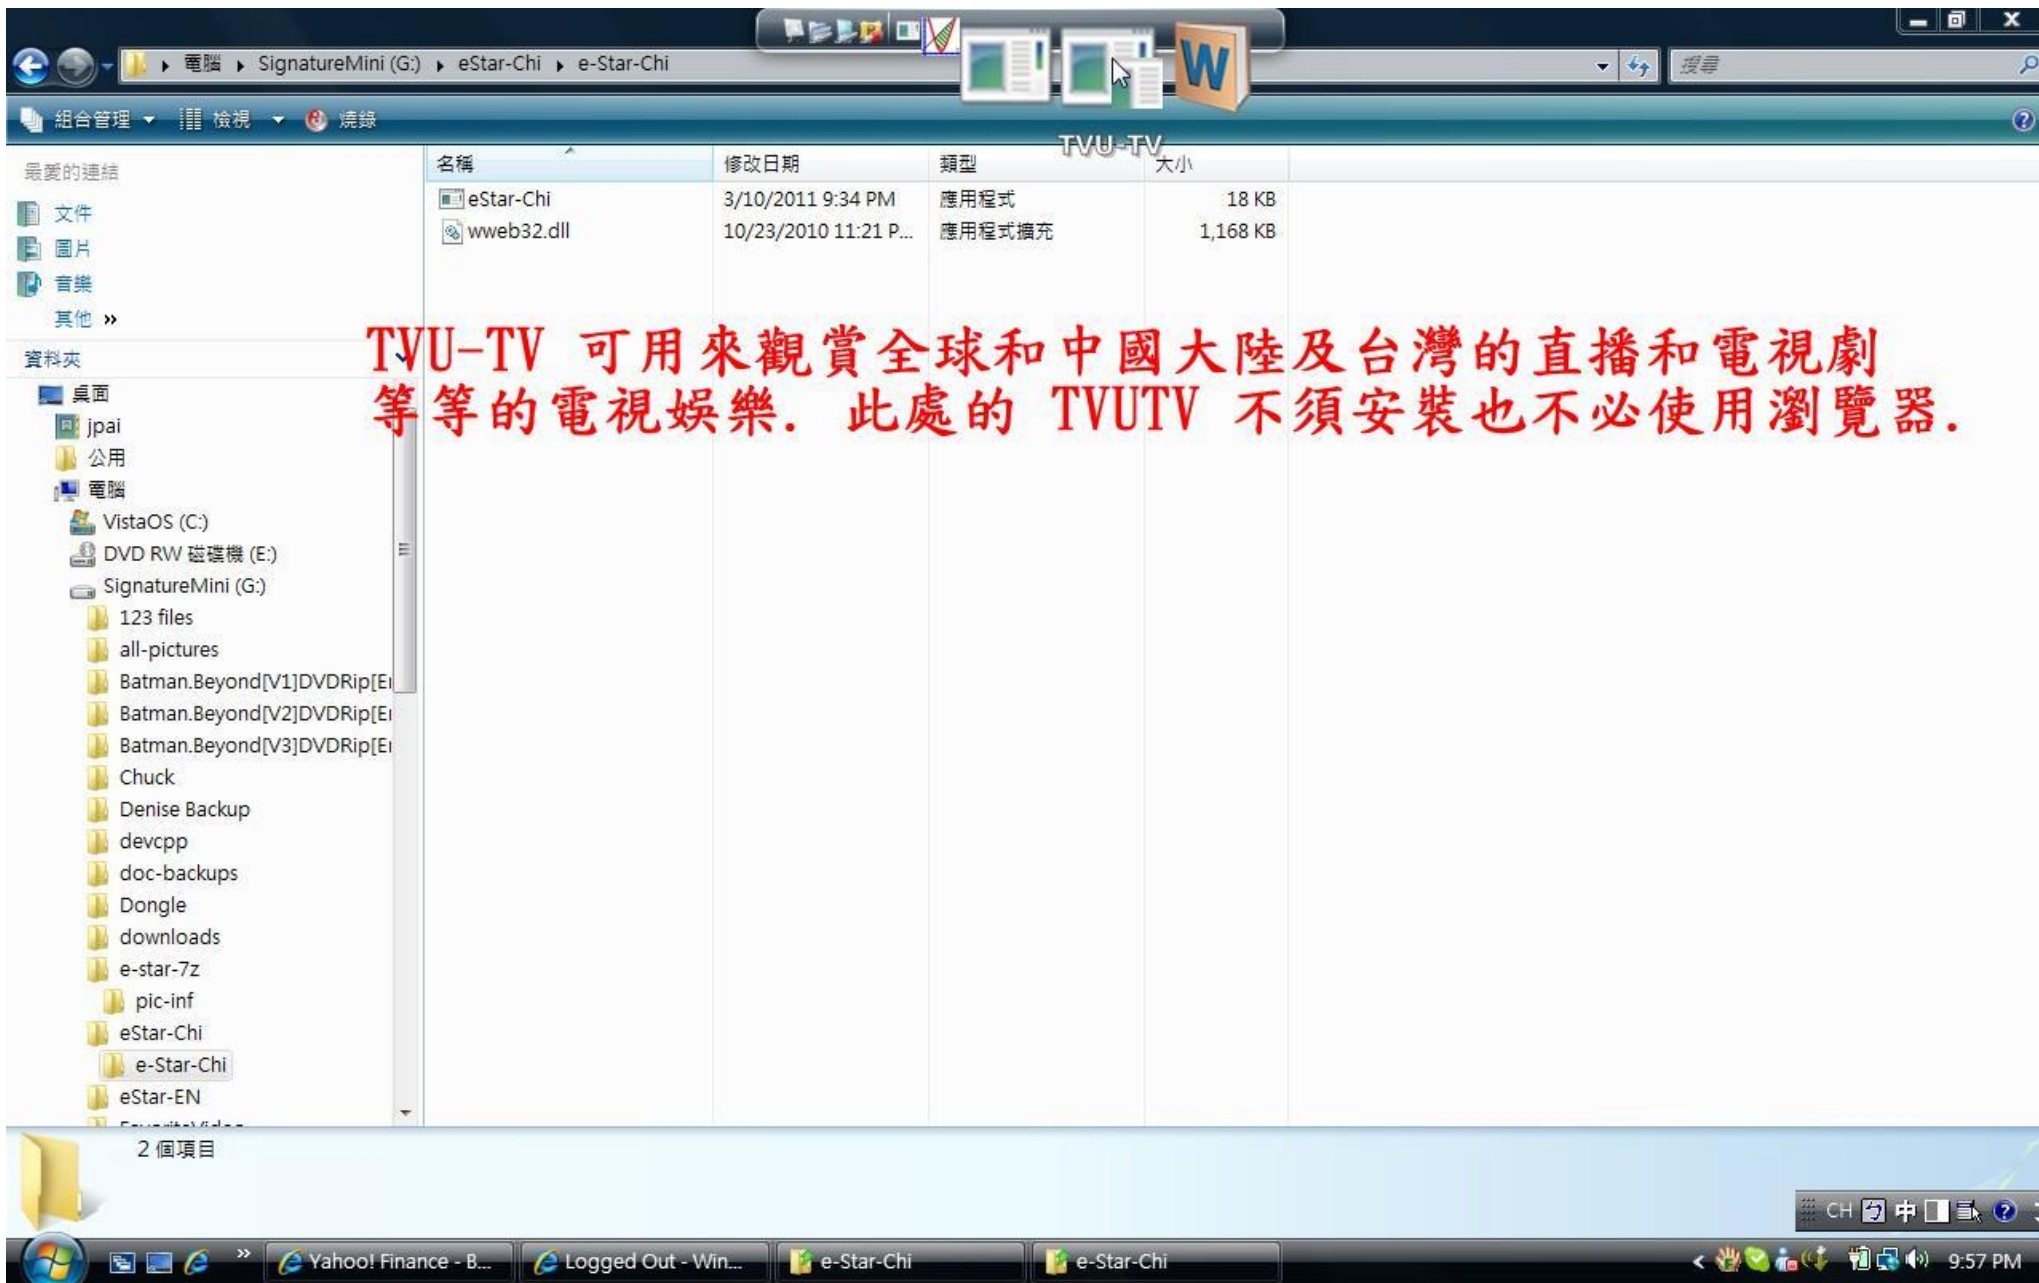 電腦 ▸ SignatureMini (G:) ▸ eStar-Chi ▸ e-Star-Chi
搜尋
組合管理 檢視 燒錄
TVU-TV
最愛的連結
文件
圖片
音樂
其他 »
資料夾
桌面
jpai
公用
電腦
VistaOS (C:)
DVD RW 磁碟機 (E:)
SignatureMini (G:)
123 files
all-pictures
Batman.Beyond[V1]DVDRip[E
Batman.Beyond[V2]DVDRip[E
Batman.Beyond[V3]DVDRip[E
Chuck
Denise Backup
devcpp
doc-backups
Dongle
downloads
e-star-7z
pic-inf
eStar-Chi
e-Star-Chi
eStar-EN
名稱 修改日期 類型 大小
eStar-Chi 3/10/2011 9:34 PM 應用程式 18 KB
wweb32.dll 10/23/2010 11:21 P... 應用程式擴充 1,168 KB
TVU-TV 可用來觀賞全球和中國大陸及台灣的直播和電視劇
等等的電視娛樂. 此處的 TVUTV 不須安裝也不必使用瀏覽器.
2 個項目
CH 中
Yahoo! Finance - B... Logged Out - Win... e-Star-Chi e-Star-Chi 9:57 PM